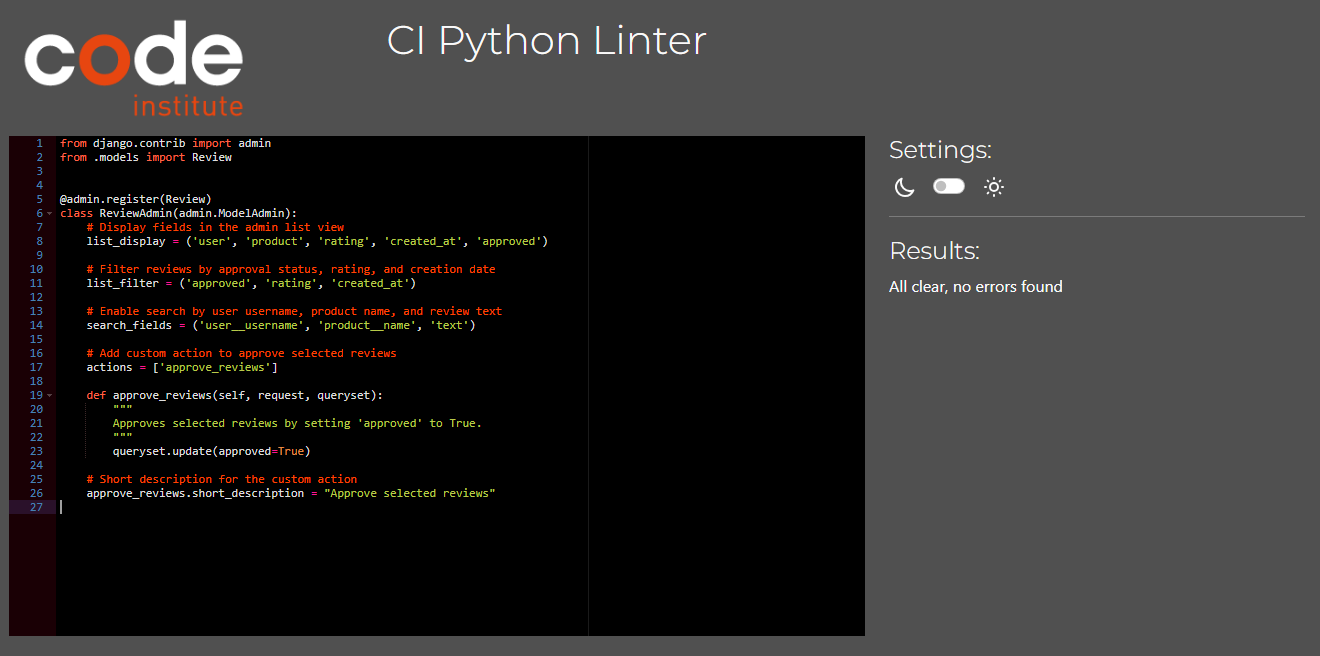 code
institute
CI Python Linter
1 from django.contrib import admin
2 from .models import Review
3
4
5 @admin.register(Review)
6 class ReviewAdmin(admin.ModelAdmin):
7     # Display fields in the admin list view
8     list_display = ('user', 'product', 'rating', 'created_at', 'approved')
9
10     # Filter reviews by approval status, rating, and creation date
11     list_filter = ('approved', 'rating', 'created_at')
12
13     # Enable search by user username, product name, and review text
14     search_fields = ('user__username', 'product__name', 'text')
15
16     # Add custom action to approve selected reviews
17     actions = ['approve_reviews']
18
19     def approve_reviews(self, request, queryset):
20         """
21         Approves selected reviews by setting 'approved' to True.
22         """
23         queryset.update(approved=True)
24
25     # Short description for the custom action
26     approve_reviews.short_description = "Approve selected reviews"
27
Settings:
Results:
All clear, no errors found